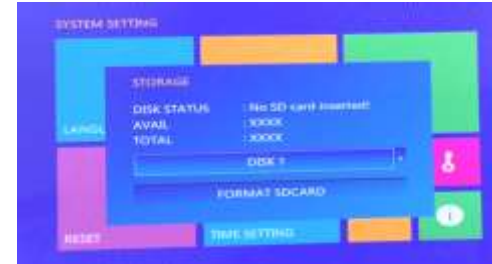 SYSTEM SETTING
STORAGE
DISK STATUS : No SD card inserted!
AVAIL : XXXX
TOTAL : XXXX
LANGU
DISK 1
FORMAT SDCARD
RESET
TIME SETTING